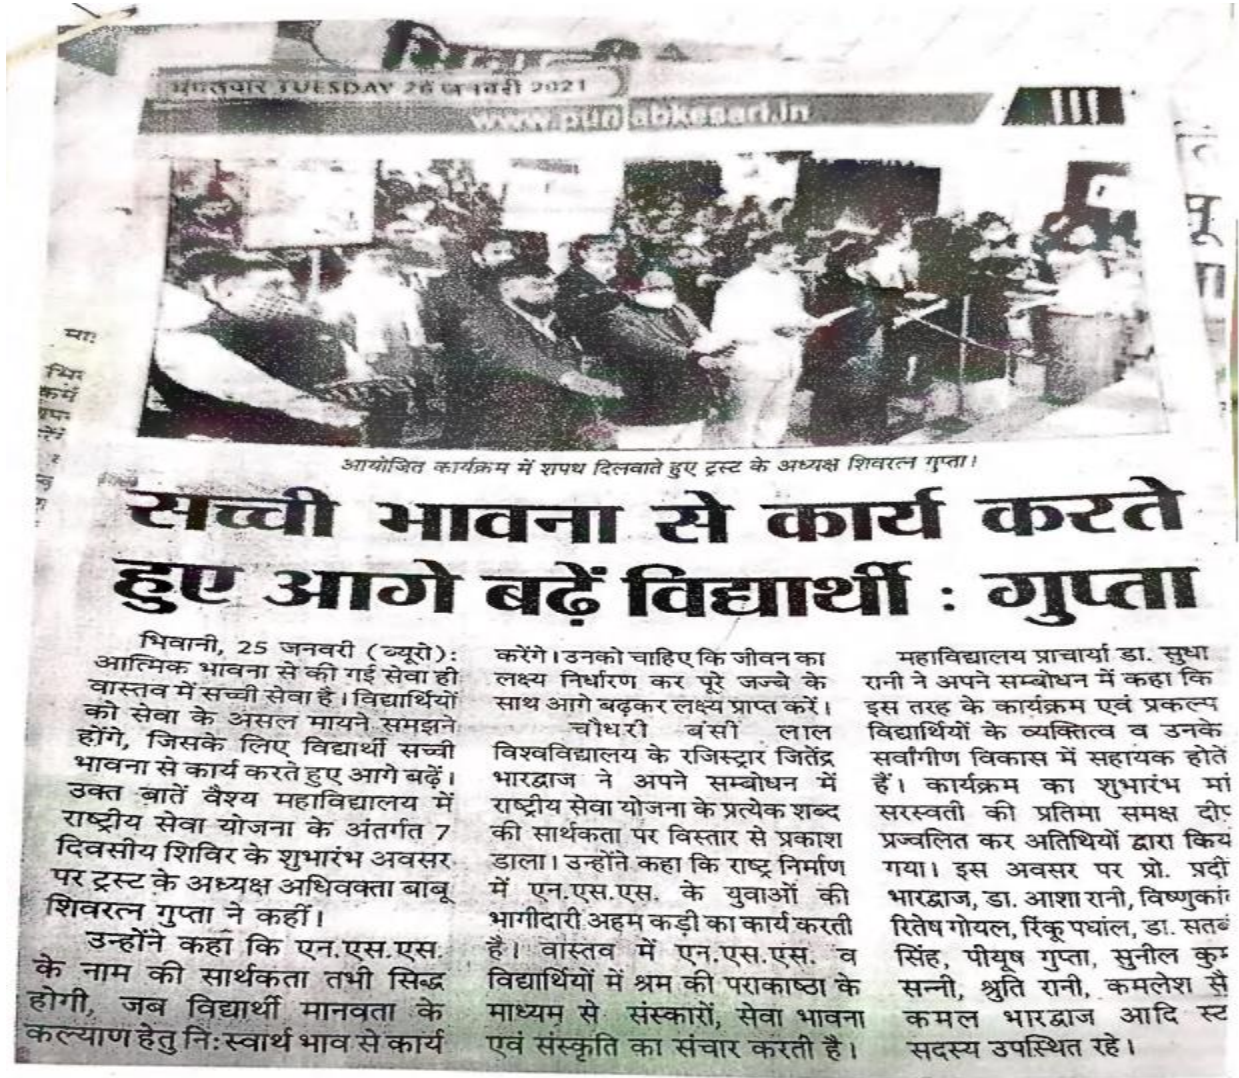 मंगलवार TUESDAY 26 जनवरी 2021
www.punjabkesari.in
III
आयोजित कार्यक्रम में शपथ दिलवाते हुए ट्रस्ट के अध्यक्ष शिवरत्न गुप्ता।
सच्ची भावना से कार्य करते
हुए आगे बढ़ें विद्यार्थी : गुप्ता
भिवानी, 25 जनवरी (ब्यूरो):
आत्मिक भावना से की गई सेवा ही
वास्तव में सच्ची सेवा है। विद्यार्थियों
को सेवा के असल मायने समझने
होंगे, जिसके लिए विद्यार्थी सच्ची
भावना से कार्य करते हुए आगे बढ़ें।
उक्त बातें वैश्य महाविद्यालय में
राष्ट्रीय सेवा योजना के अंतर्गत 7
दिवसीय शिविर के शुभारंभ अवसर
पर ट्रस्ट के अध्यक्ष अधिवक्ता बाबू
शिवरत्न गुप्ता ने कहीं।
उन्होंने कहा कि एन.एस.एस.
के नाम की सार्थकता तभी सिद्ध
होगी, जब विद्यार्थी मानवता के
कल्याण हेतु नि:स्वार्थ भाव से कार्य
करेंगे। उनको चाहिए कि जीवन का
लक्ष्य निर्धारण कर पूरे जज्बे के
साथ आगे बढ़कर लक्ष्य प्राप्त करें।
चौधरी बंसी लाल
विश्वविद्यालय के रजिस्ट्रार जितेंद्र
भारद्वाज ने अपने सम्बोधन में
राष्ट्रीय सेवा योजना के प्रत्येक शब्द
की सार्थकता पर विस्तार से प्रकाश
डाला। उन्होंने कहा कि राष्ट्र निर्माण
में एन.एस.एस. के युवाओं की
भागीदारी अहम कड़ी का कार्य करती
है। वास्तव में एन.एस.एस. व
विद्यार्थियों में श्रम की पराकाष्ठा के
माध्यम से संस्कारों, सेवा भावना
एवं संस्कृति का संचार करती है।
महाविद्यालय प्राचार्या डा. सुधा
रानी ने अपने सम्बोधन में कहा कि
इस तरह के कार्यक्रम एवं प्रकल्प
विद्यार्थियों के व्यक्तित्व व उनके
सर्वांगीण विकास में सहायक होते
हैं। कार्यक्रम का शुभारंभ मां
सरस्वती की प्रतिमा समक्ष दीप
प्रज्वलित कर अतिथियों द्वारा किय
गया। इस अवसर पर प्रो. प्रदी
भारद्वाज, डा. आशा रानी, विष्णुकां
रितेष गोयल, रिंकू पघांल, डा. सतब
सिंह, पीयूष गुप्ता, सुनील कुम
सन्नी, श्रुति रानी, कमलेश सै
कमल भारद्वाज आदि स्ट
सदस्य उपस्थित रहे।